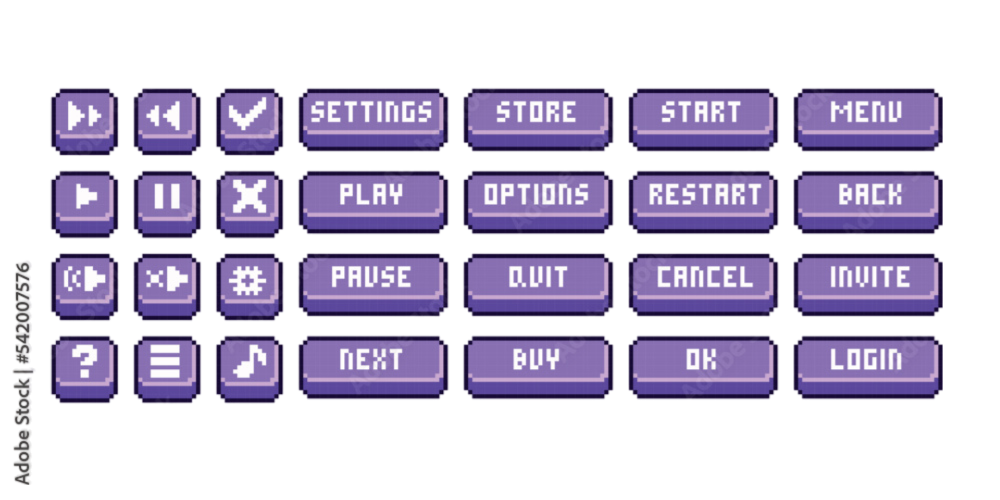 SETTINGS STORE START MENU
PLAY OPTIONS RESTART BACK
PAUSE QUIT CANCEL INVITE
? NEXT BUY OK LOGIN
Adobe Stock | #542007576